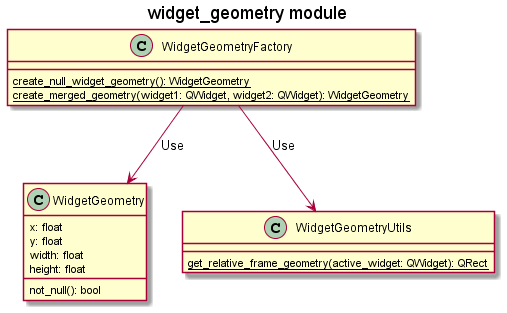 widget_geometry module
C WidgetGeometryFactory
create_null_widget_geometry(): WidgetGeometry
create_merged_geometry(widget1: QWidget, widget2: QWidget): WidgetGeometry
Use
Use
C WidgetGeometry
x: float
y: float
width: float
height: float
not_null(): bool
C WidgetGeometryUtils
get_relative_frame_geometry(active_widget: QWidget): QRect